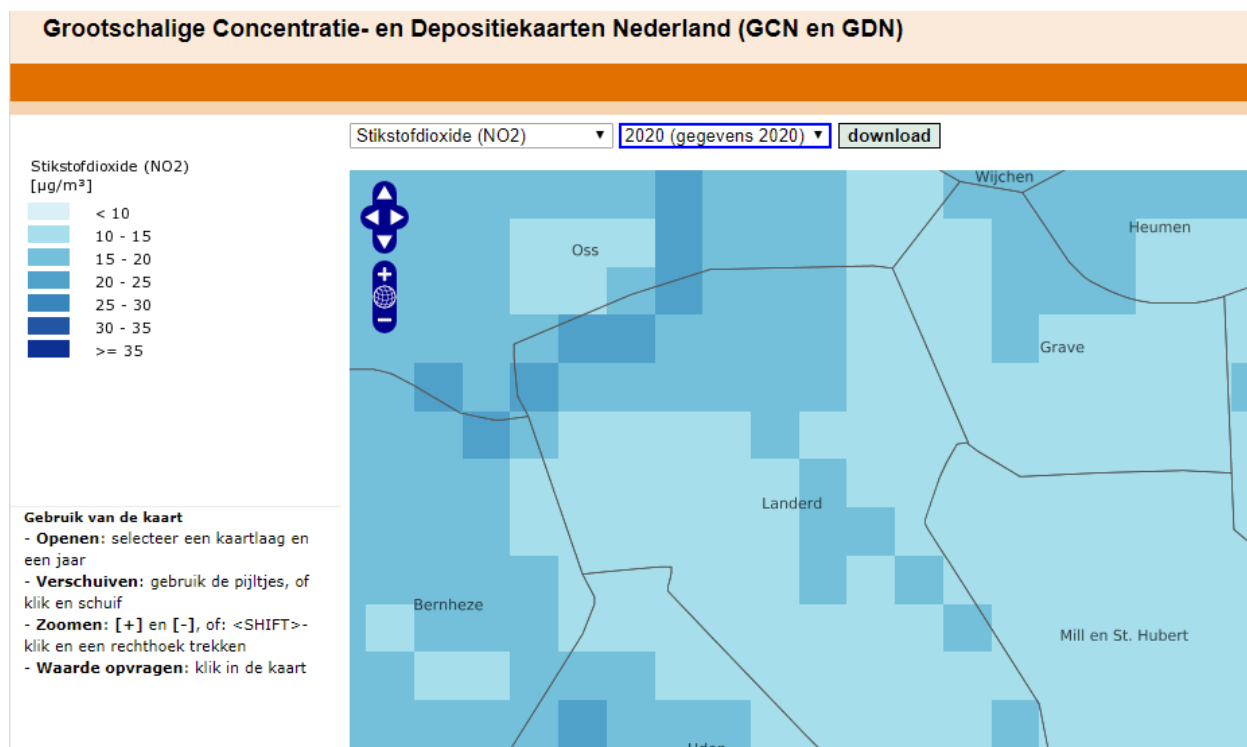 Grootschalige Concentratie- en Depositiekaarten Nederland (GCN en GDN)
Stikstofdioxide (NO2)
2020 (gegevens 2020)
download
Stikstofdioxide (NO2)
[µg/m³]
< 10
10 - 15
15 - 20
20 - 25
25 - 30
30 - 35
>= 35
Wijchen
Heumen
Oss
Grave
Landerd
Bernheze
Mill en St. Hubert
Uden
Gebruik van de kaart
- Openen: selecteer een kaartlaag en
een jaar
- Verschuiven: gebruik de pijltjes, of
klik en schuif
- Zoomen: [+] en [-], of: <SHIFT>-
klik en een rechthoek trekken
- Waarde opvragen: klik in de kaart